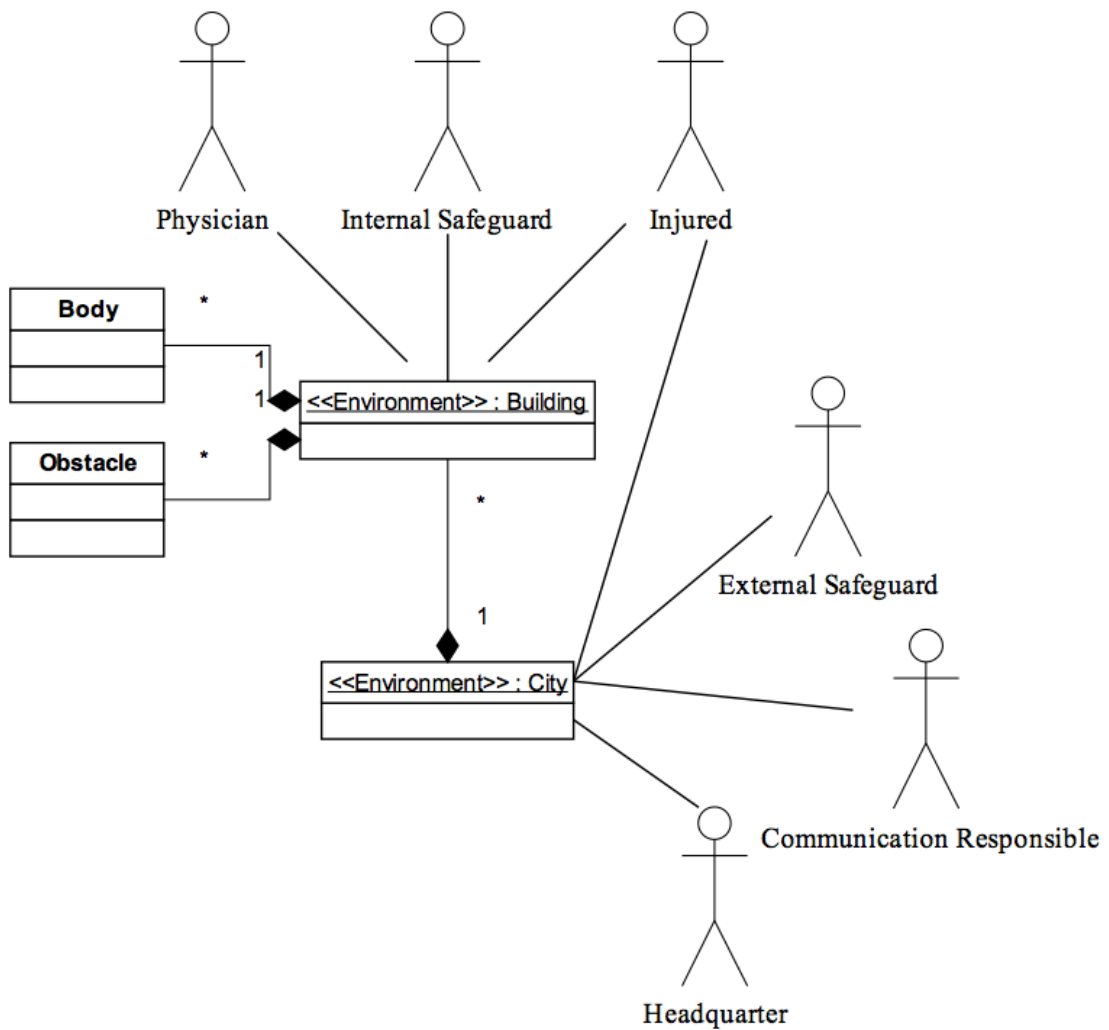 Physician
Internal Safeguard
Injured
Body
*
1
1
<<Environment>> : Building
Obstacle
*
*
External Safeguard
1
<<Environment>> : City
Communication Responsible
Headquarter